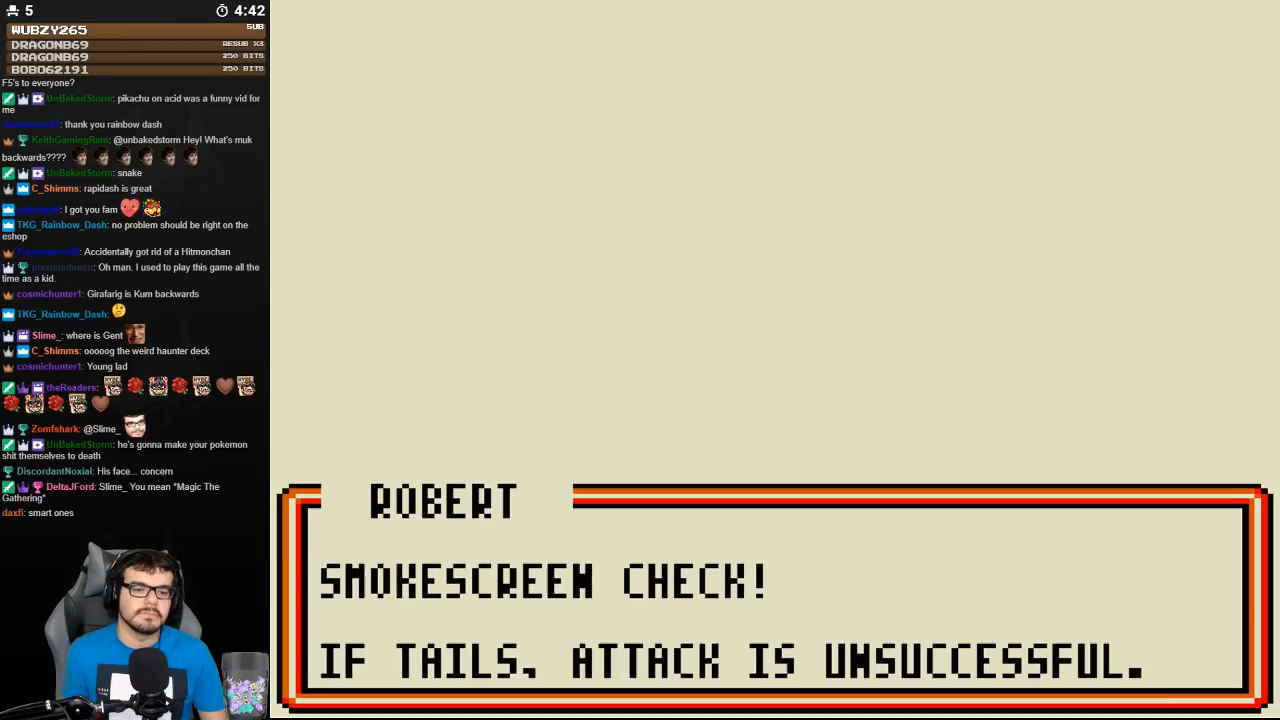 5 4:42
WUBZY265 SUB
DRAGONB69 RESUB X3
DRAGONB69 250 BITS
BOBO62191 250 BITS
F5's to everyone?
UnBakedStorm: pikachu on acid was a funny vid for
me
thank you rainbow dash
KeithGamingRam: @unbakedstorm Hey! What's muk
backwards????
UnBakedStorm: snake
C_Shimms: rapidash is great
I got you fam
TKG_Rainbow_Dash: no problem should be right on the
eshop
Accidentally got rid of a Hitmonchan
pixelatedneon: Oh man. I used to play this game all the
time as a kid.
cosmichunter1: Girafarig is Kum backwards
TKG_Rainbow_Dash:
Slime_: where is Gent
C_Shimms: ooooog the weird haunter deck
cosmichunter1: Young lad
theReaders:
Zomfshark: @Slime_
UnBakedStorm: he's gonna make your pokemon
shit themselves to death
DiscordantNoxial: His face... concern
DeltaJFord: Slime_ You mean "Magic The
Gathering"
daxfi: smart ones
ROBERT
SMOKESCREEN CHECK!
IF TAILS, ATTACK IS UNSUCCESSFUL.